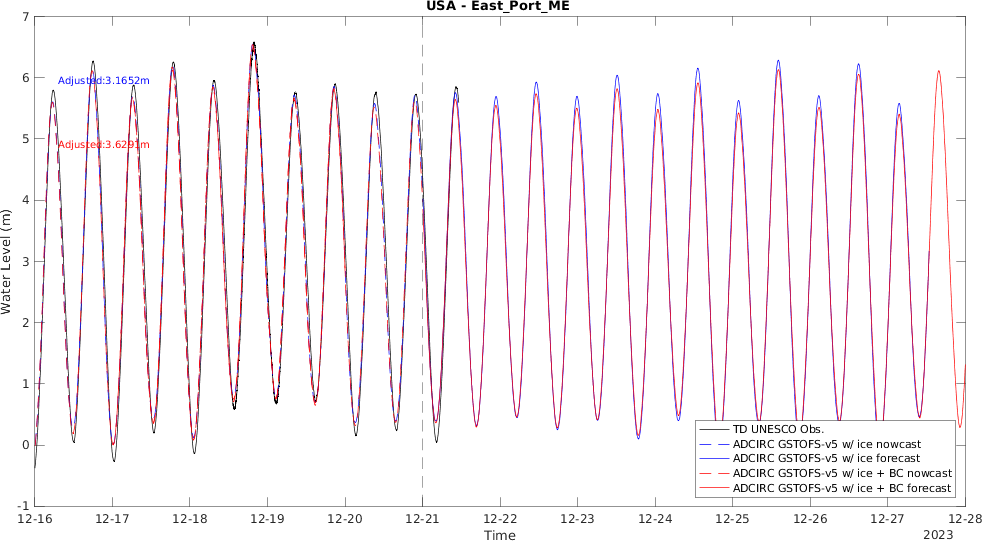 USA - East_Port_ME
7
6
5
4
3
2
1
0
-1
Water Level (m)
Adjusted:3.1652m
Adjusted:3.6291m
TD UNESCO Obs.
ADCIRC GSTOFS-v5 w/ ice nowcast
ADCIRC GSTOFS-v5 w/ ice forecast
ADCIRC GSTOFS-v5 w/ ice + BC nowcast
ADCIRC GSTOFS-v5 w/ ice + BC forecast
12-16 12-17 12-18 12-19 12-20 12-21 12-22 12-23 12-24 12-25 12-26 12-27 12-28
Time 2023